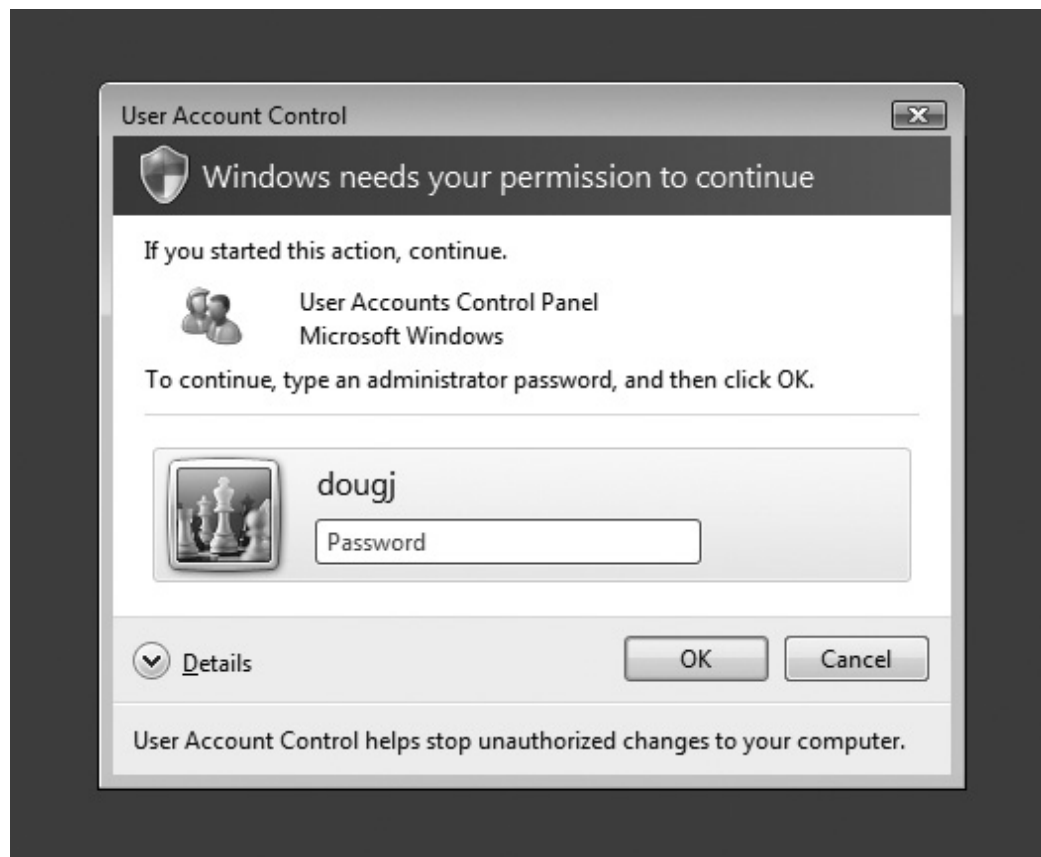 User Account Control
Windows needs your permission to continue
If you started this action, continue.
User Accounts Control Panel
Microsoft Windows
To continue, type an administrator password, and then click OK.
dougj
Password
Details
OK
Cancel
User Account Control helps stop unauthorized changes to your computer.